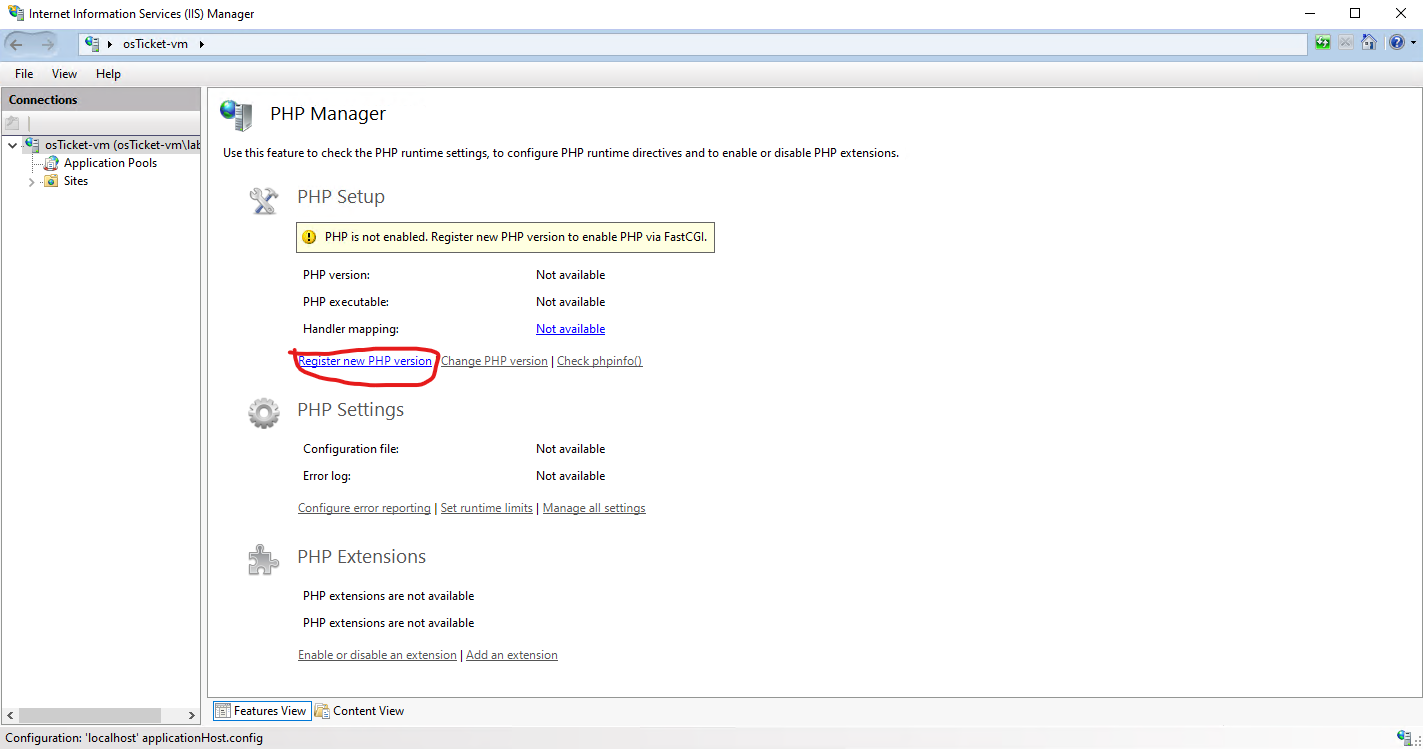 Internet Information Services (IIS) Manager
osTicket-vm
File View Help
Connections
osTicket-vm (osTicket-vm\lab
Application Pools
Sites
PHP Manager
Use this feature to check the PHP runtime settings, to configure PHP runtime directives and to enable or disable PHP extensions.
PHP Setup
PHP is not enabled. Register new PHP version to enable PHP via FastCGI.
PHP version: Not available
PHP executable: Not available
Handler mapping: Not available
Register new PHP version Change PHP version | Check phpinfo()
PHP Settings
Configuration file: Not available
Error log: Not available
Configure error reporting | Set runtime limits | Manage all settings
PHP Extensions
PHP extensions are not available
PHP extensions are not available
Enable or disable an extension | Add an extension
Features View Content View
Configuration: 'localhost' applicationHost.config